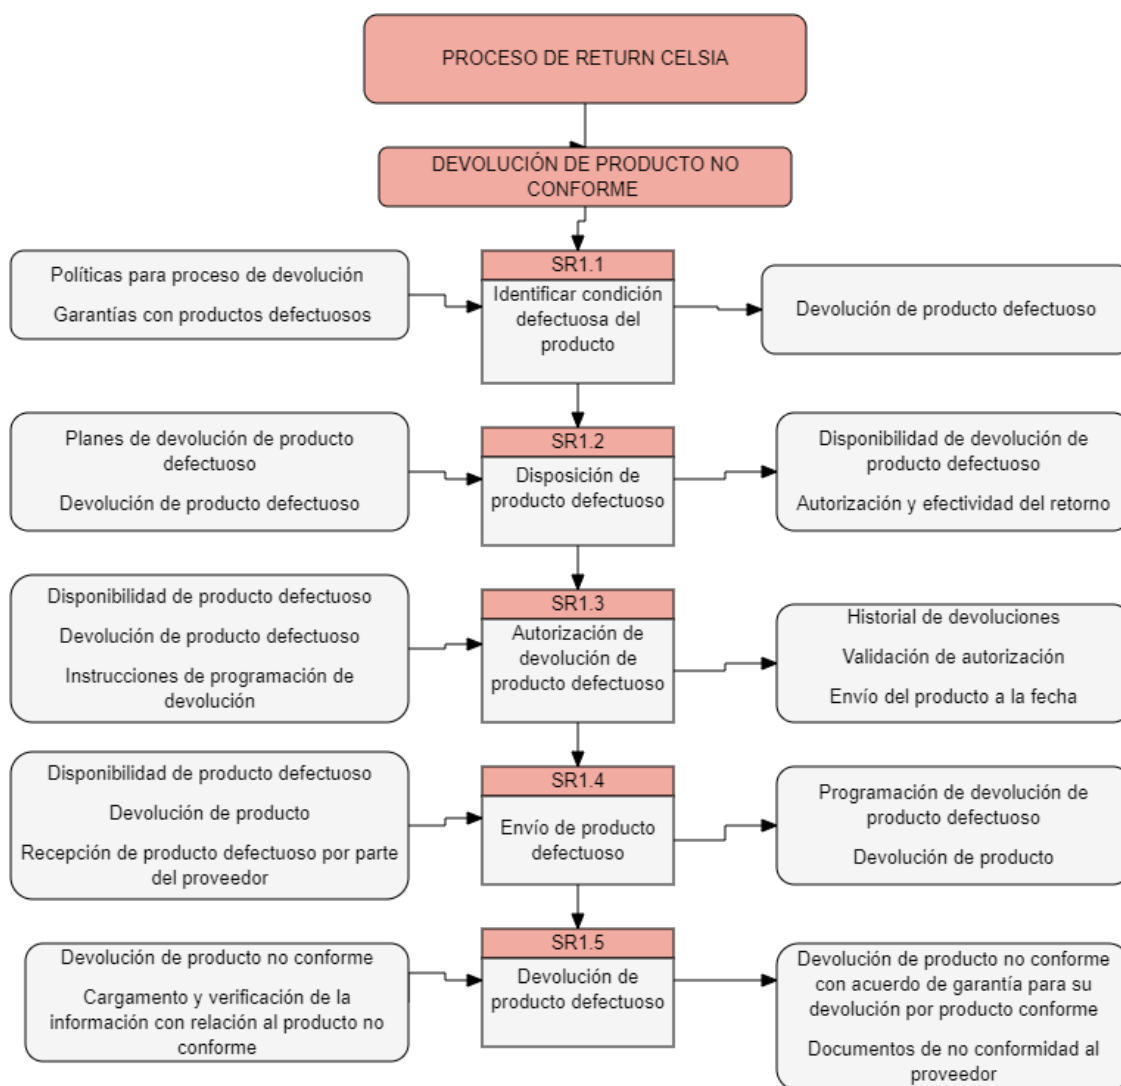 PROCESO DE RETURN CELSIA
DEVOLUCIÓN DE PRODUCTO NO
CONFORME
Políticas para proceso de devolución
Garantías con productos defectuosos
SR1.1
Identificar condición
defectuosa del
producto
Devolución de producto defectuoso
Planes de devolución de producto
defectuoso
Devolución de producto defectuoso
SR1.2
Disposición de
producto defectuoso
Disponibilidad de devolución de
producto defectuoso
Autorización y efectividad del retorno
Disponibilidad de producto defectuoso
Devolución de producto defectuoso
Instrucciones de programación de
devolución
SR1.3
Autorización de
devolución de
producto defectuoso
Historial de devoluciones
Validación de autorización
Envío del producto a la fecha
Disponibilidad de producto defectuoso
Devolución de producto
Recepción de producto defectuoso por parte
del proveedor
SR1.4
Envío de producto
defectuoso
Programación de devolución de
producto defectuoso
Devolución de producto
Devolución de producto no conforme
Cargamento y verificación de la
información con relación al producto no
conforme
SR1.5
Devolución de
producto defectuoso
Devolución de producto no conforme
con acuerdo de garantía para su
devolución por producto conforme
Documentos de no conformidad al
proveedor